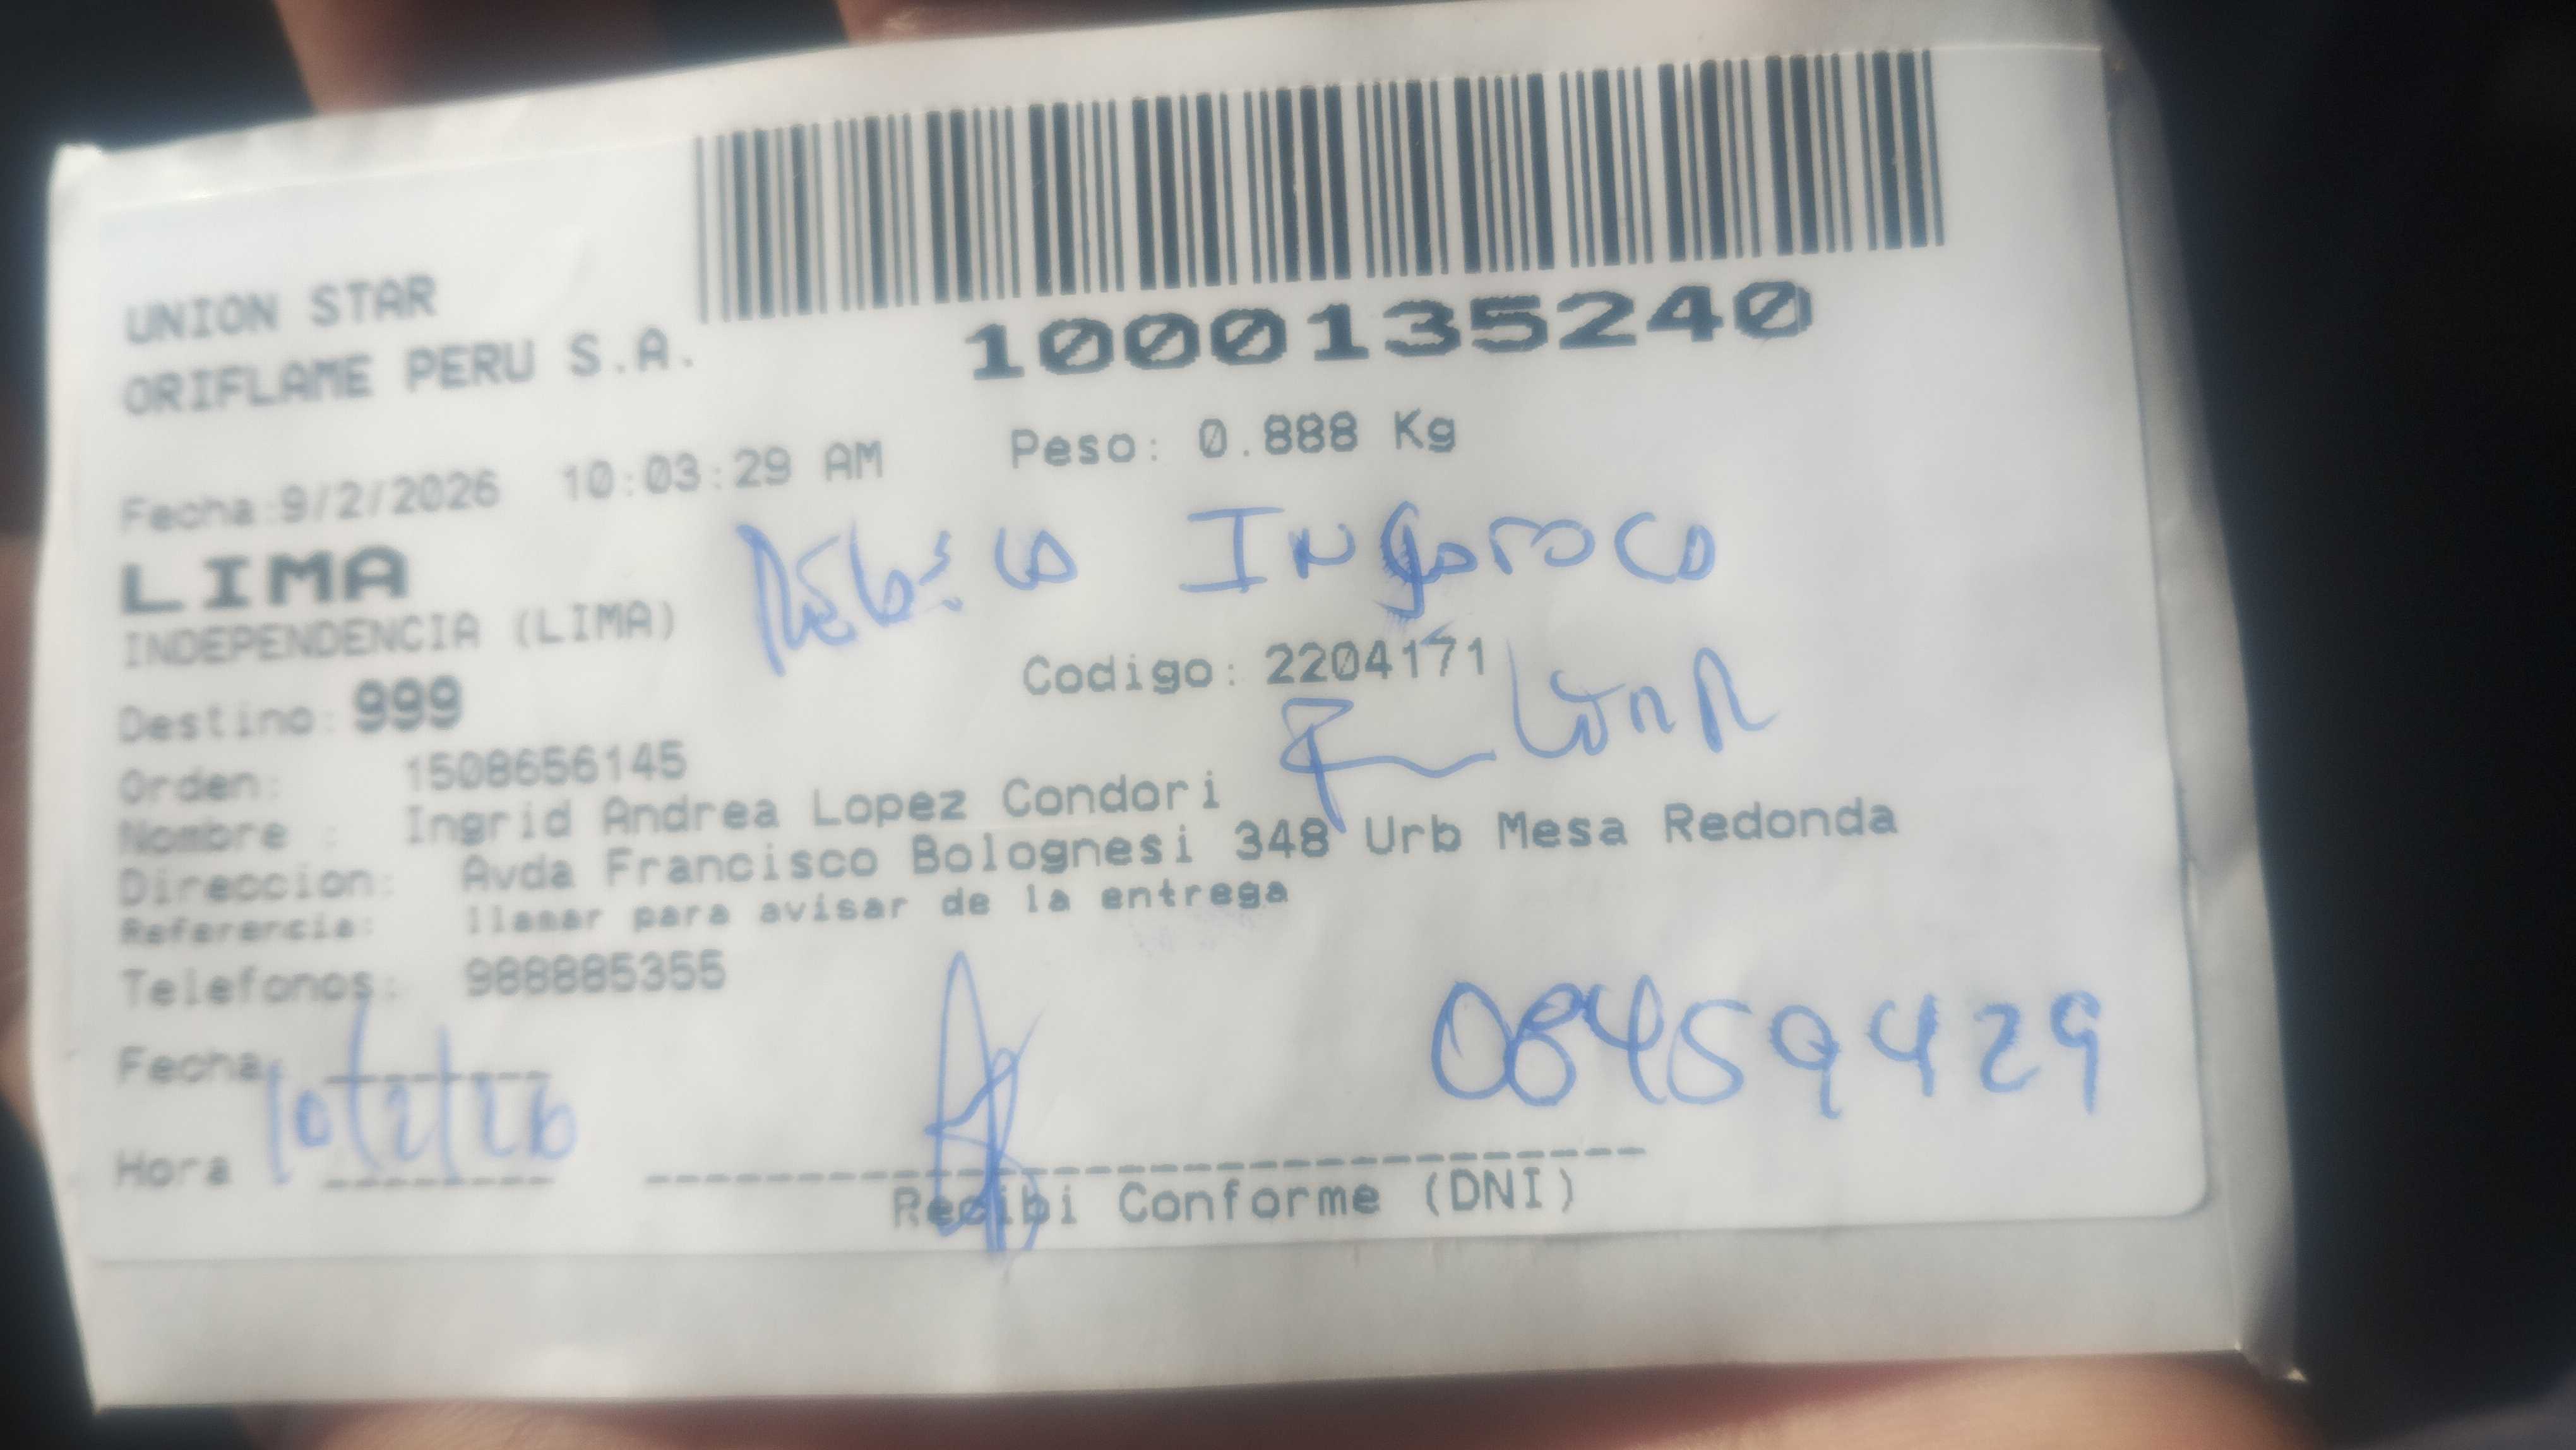 1000135240
UNION STAR
ORIFLAME PERU S.A.
Fecha:9/2/2026 10:03:29 AM Peso: 0.888 Kg
LIMA
INDEPENDENCIA (LIMA)
Codigo: 2204171
Destino: 999
Orden: 1508656145
Nombre : Ingrid Andrea Lopez Condori
Direccion: Avda Francisco Bolognesi 348 Urb Mesa Redonda
Referencia: llamar para avisar de la entrega
Telefonos: 988885355
Fecha: 10/2/26
08459429
Hora
Recibi Conforme (DNI)